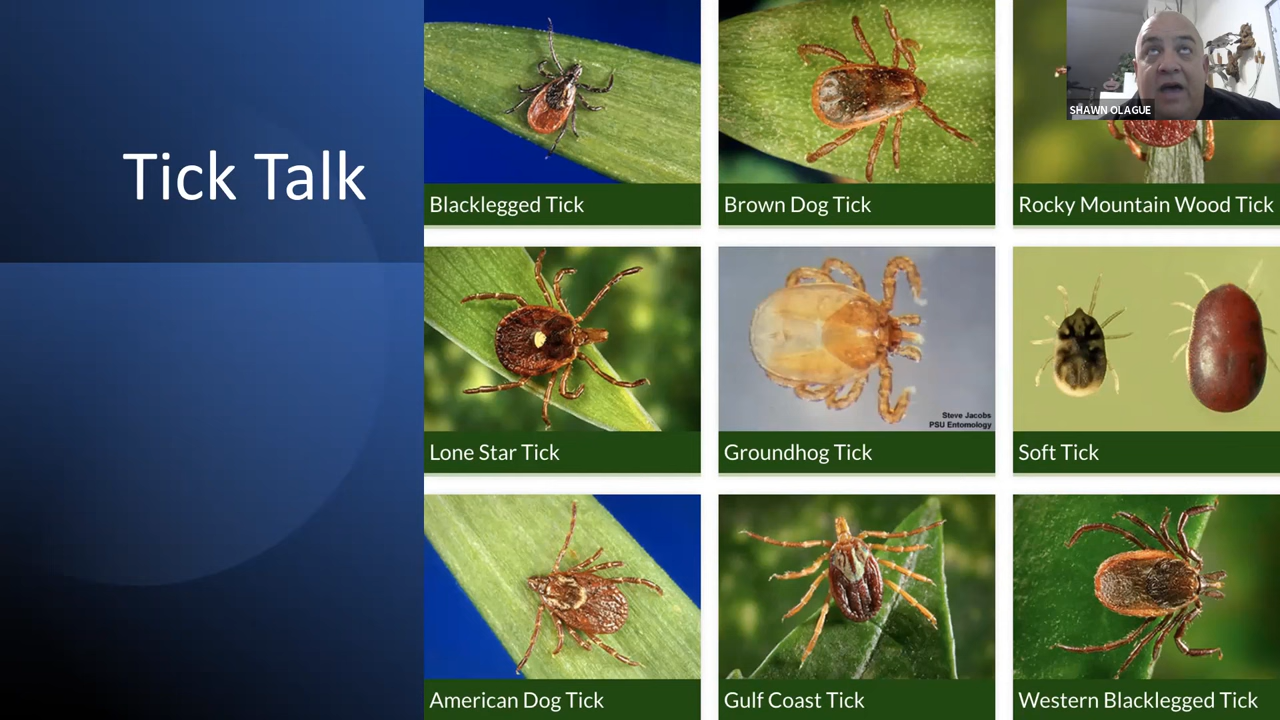 Tick Talk
SHAWN OLAGUE
Blacklegged Tick
Brown Dog Tick
Rocky Mountain Wood Tick
Steve Jacobs
PSU Entomology
Lone Star Tick
Groundhog Tick
Soft Tick
American Dog Tick
Gulf Coast Tick
Western Blacklegged Tick